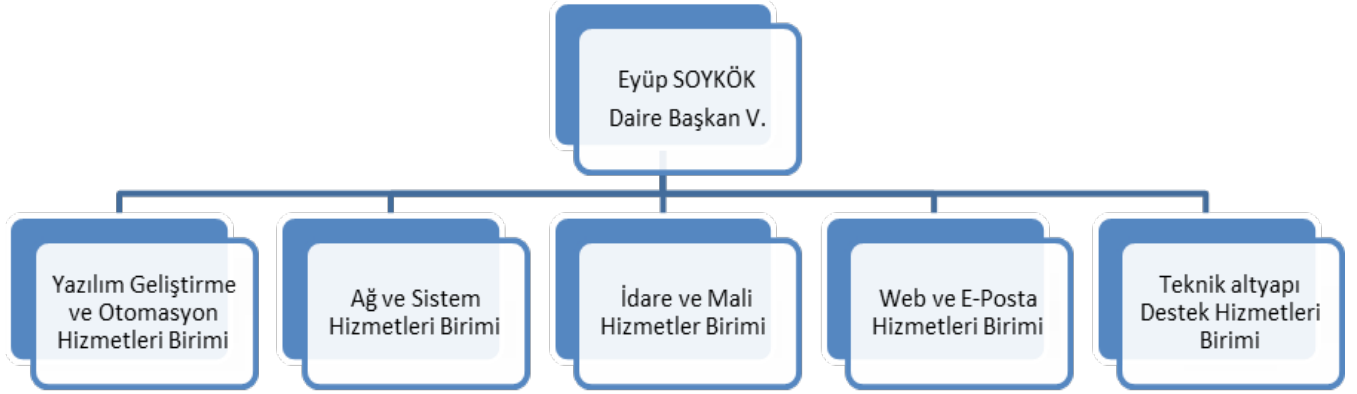 Eyüp SOYKÖK
Daire Başkan V.
Yazılım Geliştirme
ve Otomasyon
Hizmetleri Birimi
Ağ ve Sistem
Hizmetleri Birimi
İdare ve Mali
Hizmetler Birimi
Web ve E-Posta
Hizmetleri Birimi
Teknik altyapı
Destek Hizmetleri
Birimi